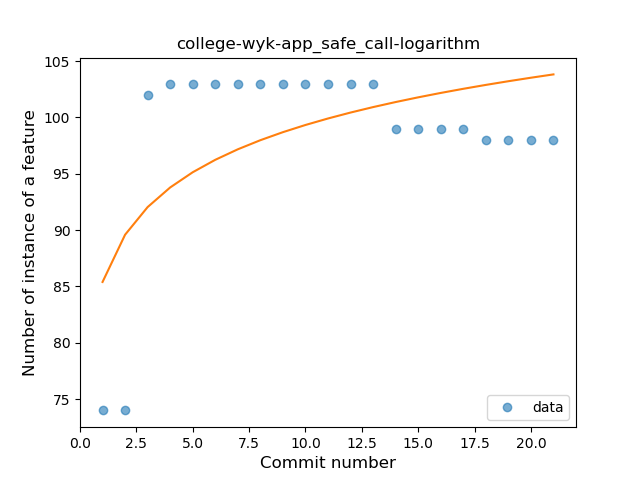 college-wyk-app_safe_call-logarithm
Number of instance of a feature
105
100
95
90
85
80
75
0.0 2.5 5.0 7.5 10.0 12.5 15.0 17.5 20.0
Commit number
data